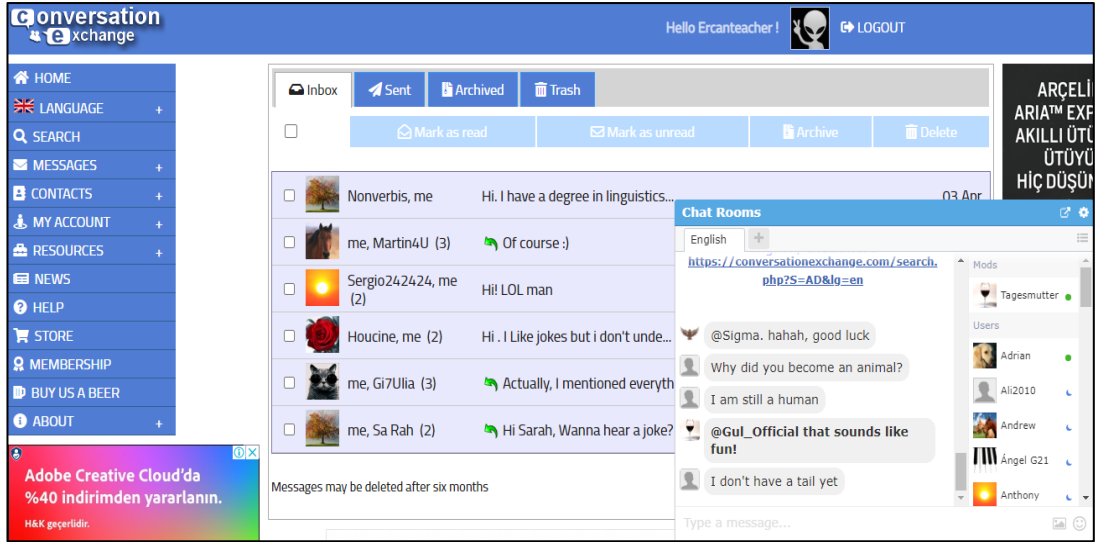 Conversation
Exchange
Hello Ercanteacher !
LOGOUT
HOME
LANGUAGE +
SEARCH
MESSAGES +
CONTACTS +
MY ACCOUNT +
RESOURCES +
NEWS
HELP
STORE
MEMBERSHIP
BUY US A BEER
ABOUT +
Adobe Creative Cloud'da
%40 indirimden yararlanın.
H&K geçerlidir.
Inbox
Sent
Archived
Trash
Mark as read
Mark as unread
Archive
Delete
Nonverbis, me
Hi. I have a degree in linguistics...
03 Apr
me, Martin4U (3)
Of course :)
Sergio242424, me
(2)
Hi! LOL man
Houcine, me (2)
Hi . I Like jokes but i don't unde...
me, Gi7Ulia (3)
Actually, I mentioned everyth
me, Sa Rah (2)
Hi Sarah, Wanna hear a joke?
Messages may be deleted after six months
ARÇELİ
ARIA™ EXP
AKILLI ÜTÜ
ÜTÜYÜ
HİÇ DÜŞÜN
Chat Rooms
English
+
https://conversationexchange.com/search.
php?S=AD&lg=en
@Sigma. hahah, good luck
Why did you become an animal?
I am still a human
@Gul_Official that sounds like
fun!
I don't have a tail yet
Type a message...
Mods
Tagesmutter
Users
Adrian
Ali2010
Andrew
Ángel G21
Anthony